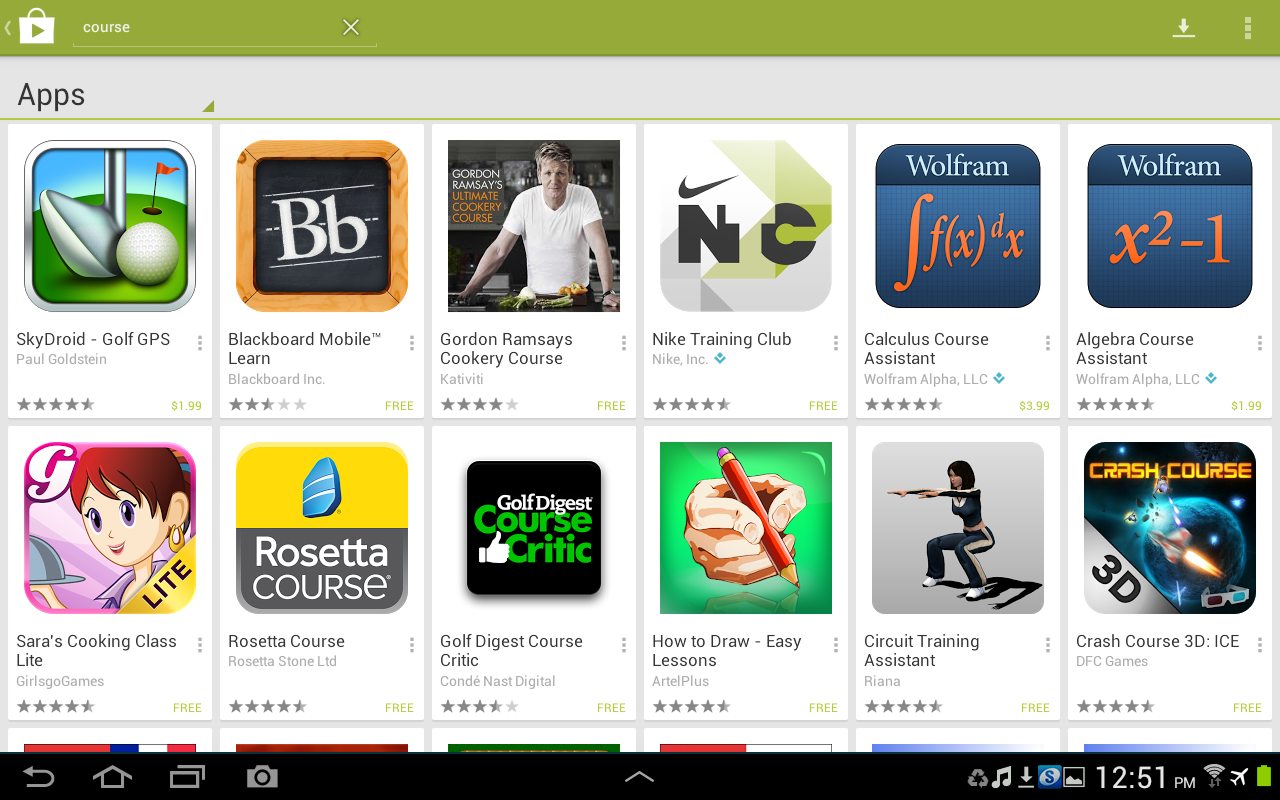 course
Apps
Bb
GORDON
RAMSAY'S
ULTIMATE
COOKERY
COURSE
NTC
Wolfram
∫f(x)dx
Wolfram
x²-1
SkyDroid - Golf GPS
Paul Goldstein
$1.99
Blackboard Mobile™
Learn
Blackboard Inc.
FREE
Gordon Ramsays
Cookery Course
Kativiti
FREE
Nike Training Club
Nike, Inc.
FREE
Calculus Course
Assistant
Wolfram Alpha, LLC
$3.99
Algebra Course
Assistant
Wolfram Alpha, LLC
$1.99
G
LITE
Rosetta
COURSE®
Golf Digest
Course
Critic
CRASH COURSE
3D
Sara's Cooking Class
Lite
GirlsgoGames
FREE
Rosetta Course
Rosetta Stone Ltd
FREE
Golf Digest Course
Critic
Condé Nast Digital
FREE
How to Draw - Easy
Lessons
ArtelPlus
FREE
Circuit Training
Assistant
Riana
FREE
Crash Course 3D: ICE
DFC Games
FREE
12:51 PM